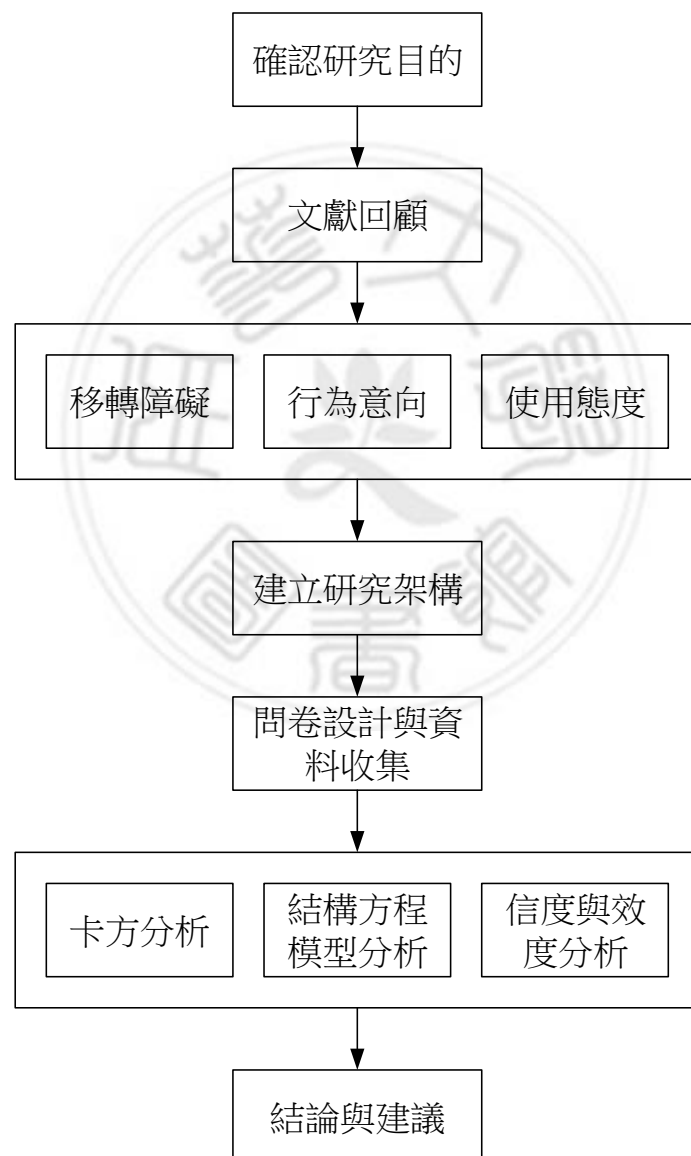 確認研究目的
文獻回顧
移轉障礙
行為意向
使用態度
建立研究架構
問卷設計與資
料收集
卡方分析
結構方程
模型分析
信度與效
度分析
結論與建議